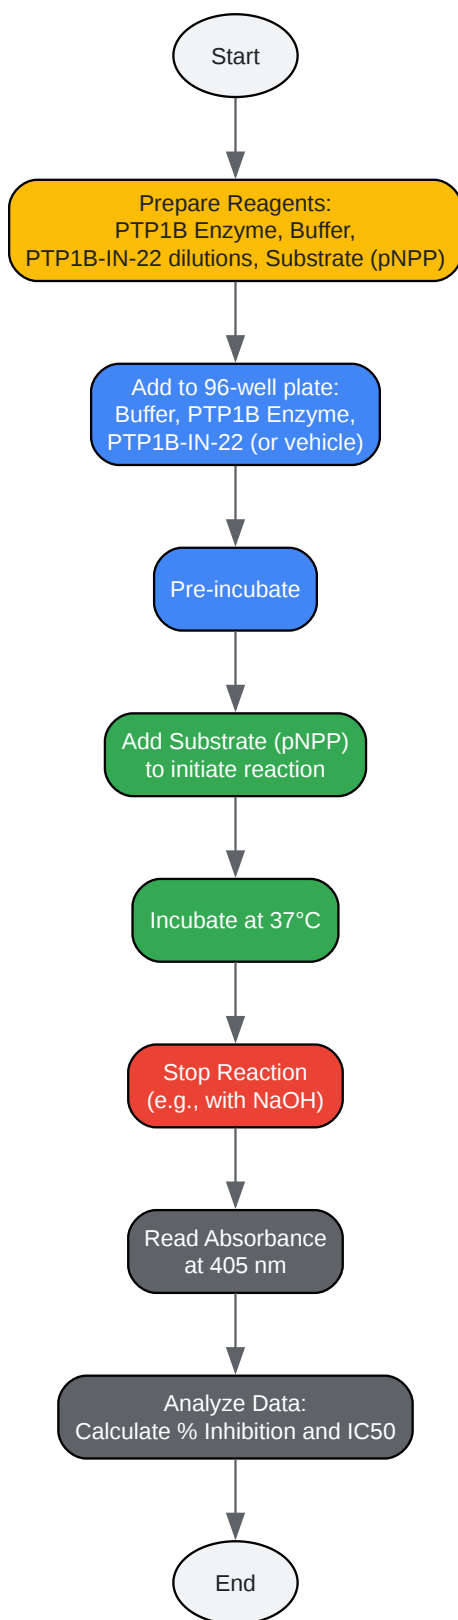 Start
Prepare Reagents:
PTP1B Enzyme, Buffer,
PTP1B-IN-22 dilutions, Substrate (pNPP)
Add to 96-well plate:
Buffer, PTP1B Enzyme,
PTP1B-IN-22 (or vehicle)
Pre-incubate
Add Substrate (pNPP)
to initiate reaction
Incubate at 37°C
Stop Reaction
(e.g., with NaOH)
Read Absorbance
at 405 nm
Analyze Data:
Calculate % Inhibition and IC50
End